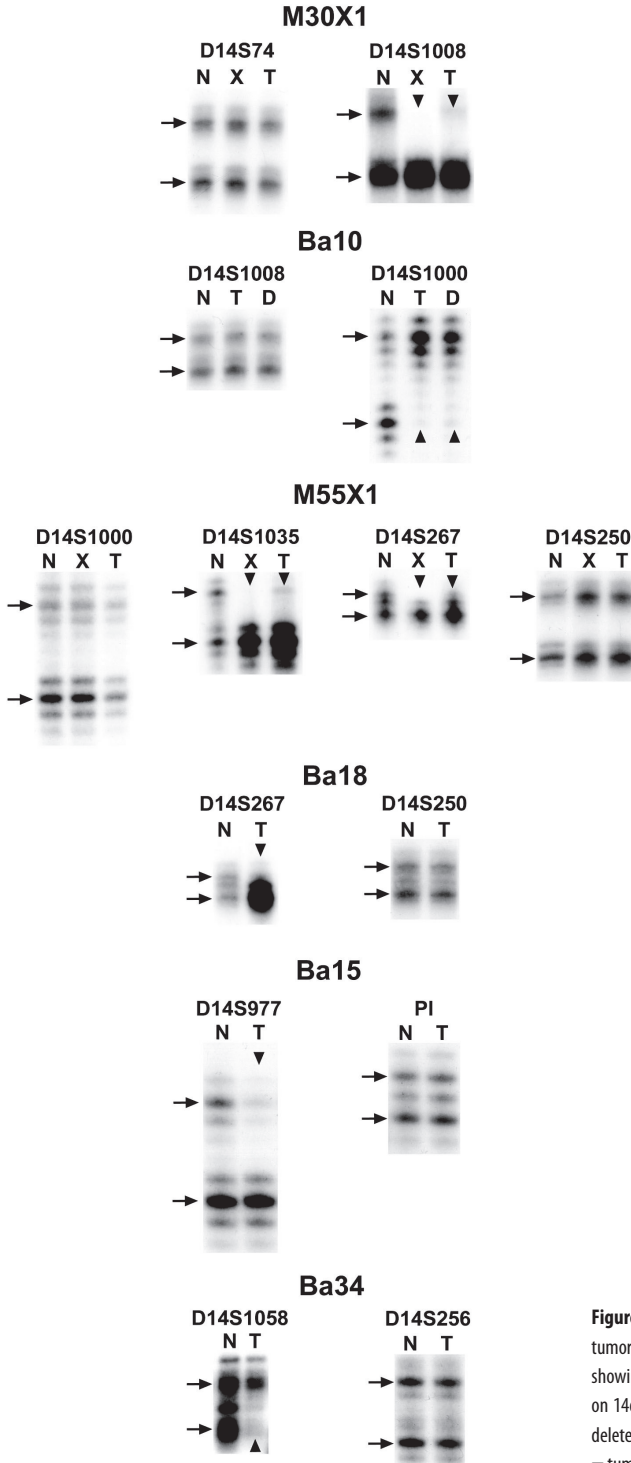 M30X1
D14S74 D14S1008
N X T N X T
Ba10
D14S1008 D14S1000
N T D N T D
M55X1
D14S1000 D14S1035 D14S267 D14S250
N X T N X T N X T N X T
Ba18
D14S267 D14S250
N T N T
Ba15
D14S977 PI
N T N T
Ba34
D14S1058 D14S256
N T N T
Figure
tumor
showi
on 14
delete
= tumo